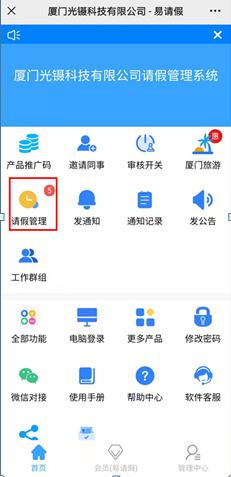 厦门光镊科技有限公司 - 易请假
厦门光镊科技有限公司请假管理系统
产品推广码
邀请同事
审核开关
惠
厦门旅游
5
请假管理
发通知
通知记录
发公告
工作群组
全部功能
电脑登录
更多产品
修改密码
微信对接
使用手册
帮助中心
软件客服
首页
会员(易请假)
管理中心